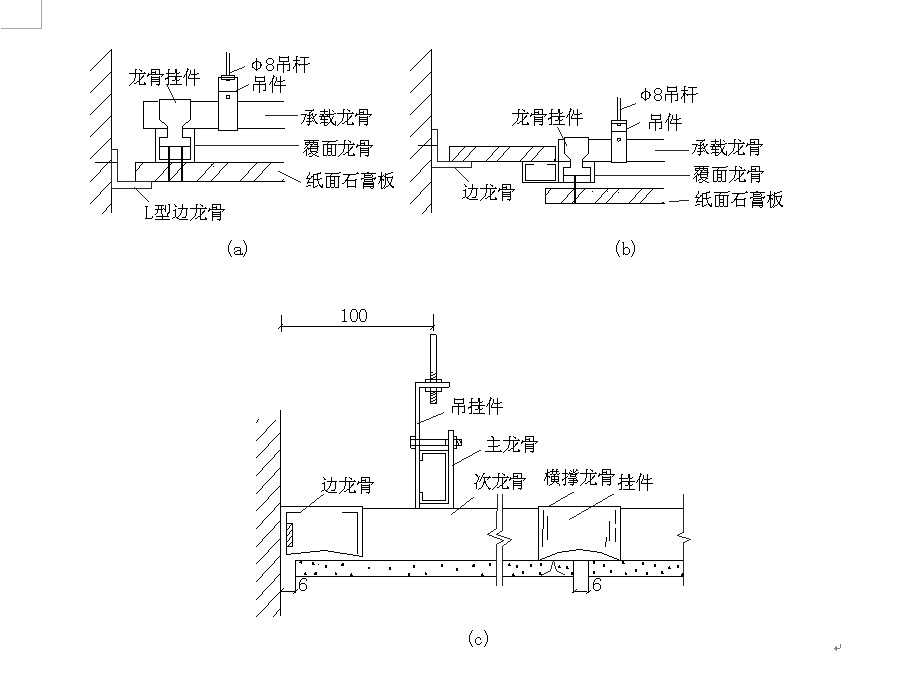 Φ8吊杆
龙骨挂件
吊件
承载龙骨
覆面龙骨
纸面石膏板
L型边龙骨
(a)
Φ8吊杆
龙骨挂件
吊件
承载龙骨
覆面龙骨
边龙骨
纸面石膏板
(b)
100
吊挂件
主龙骨
边龙骨
次龙骨
横撑龙骨
挂件
6
6
(c)